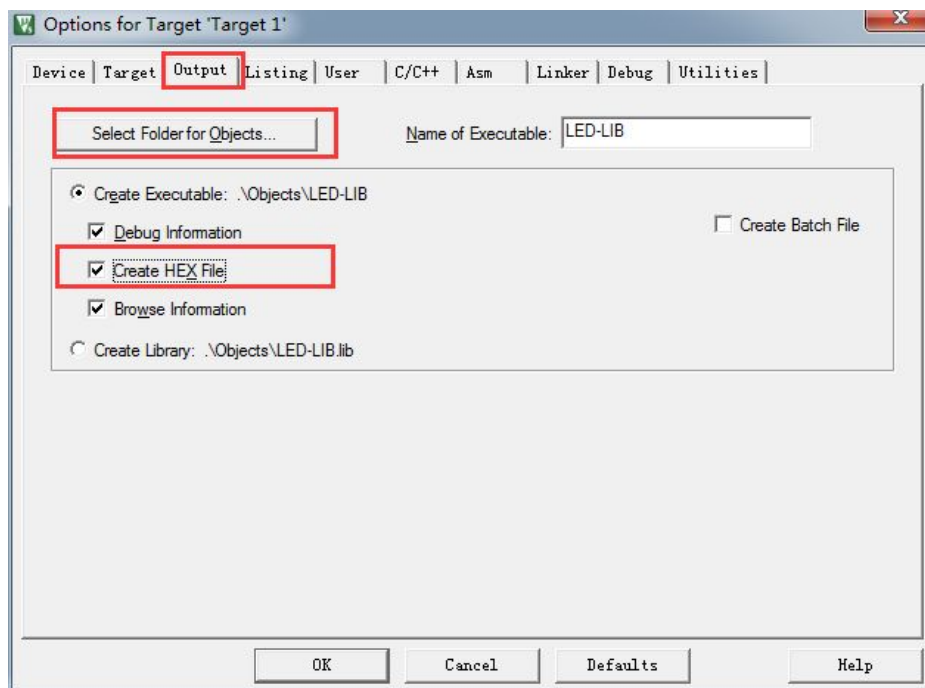 Options for Target 'Target 1'
Device Target Output Listing User C/C++ Asm Linker Debug Utilities
Select Folder for Objects... Name of Executable: LED-LIB
Create Executable: .\Objects\LED-LIB
Debug Information Create Batch File
Create HEX File
Browse Information
Create Library: .\Objects\LED-LIB.lib
OK Cancel Defaults Help